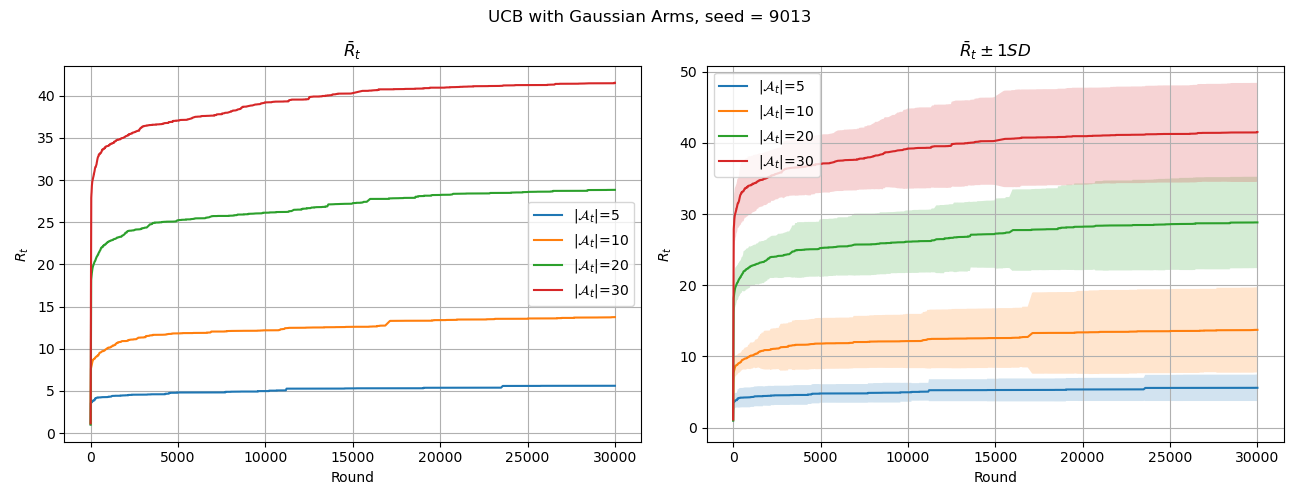 UCB with Gaussian Arms, seed = 9013
R̄ₜ
40
35
30
25
20
15
10
5
0
Rₜ
0 5000 10000 15000 20000 25000 30000
Round
|𝒜ₜ|=5
|𝒜ₜ|=10
|𝒜ₜ|=20
|𝒜ₜ|=30
R̄ₜ ± 1SD
50
40
30
20
10
0
Rₜ
0 5000 10000 15000 20000 25000 30000
Round
|𝒜ₜ|=5
|𝒜ₜ|=10
|𝒜ₜ|=20
|𝒜ₜ|=30